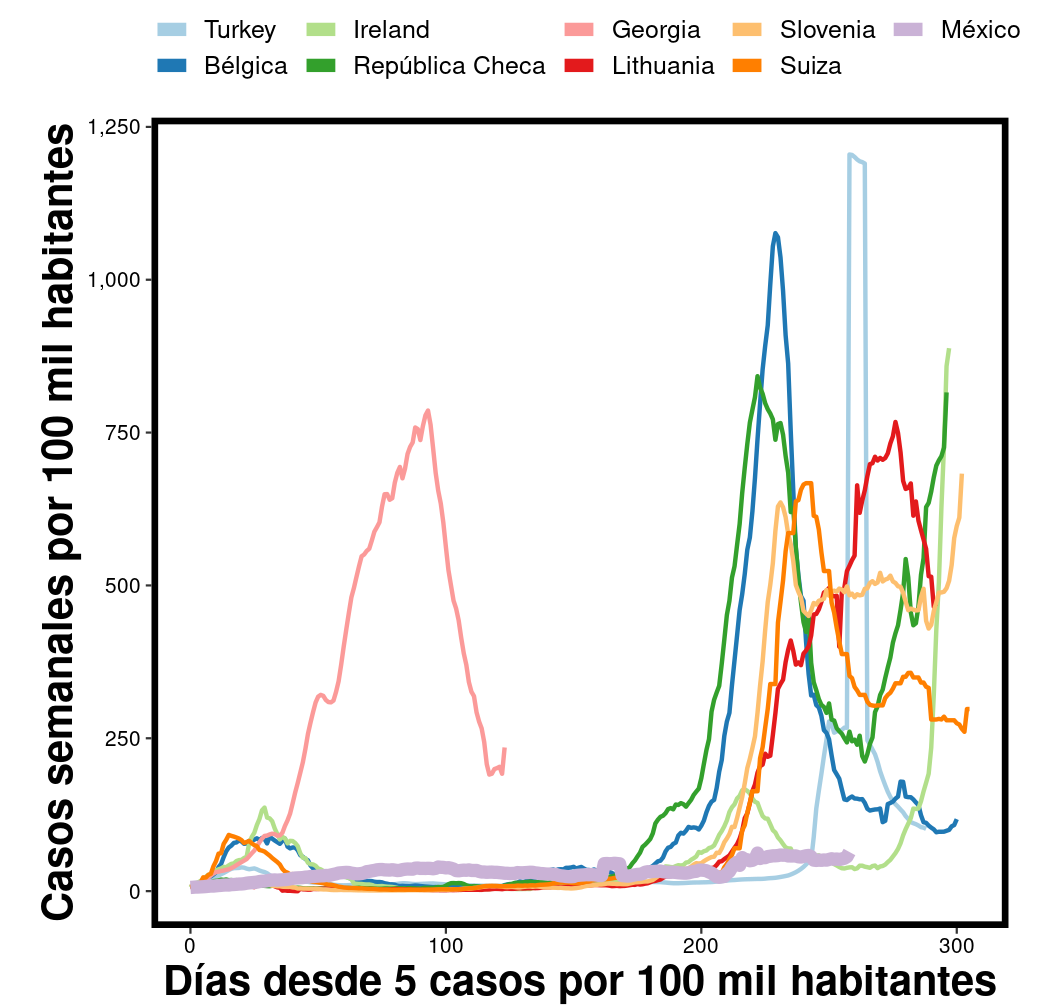 Turkey Ireland Georgia Slovenia México
Bélgica República Checa Lithuania Suiza
Casos semanales por 100 mil habitantes
1,250
1,000
750
500
250
0
0 100 200 300
Días desde 5 casos por 100 mil habitantes